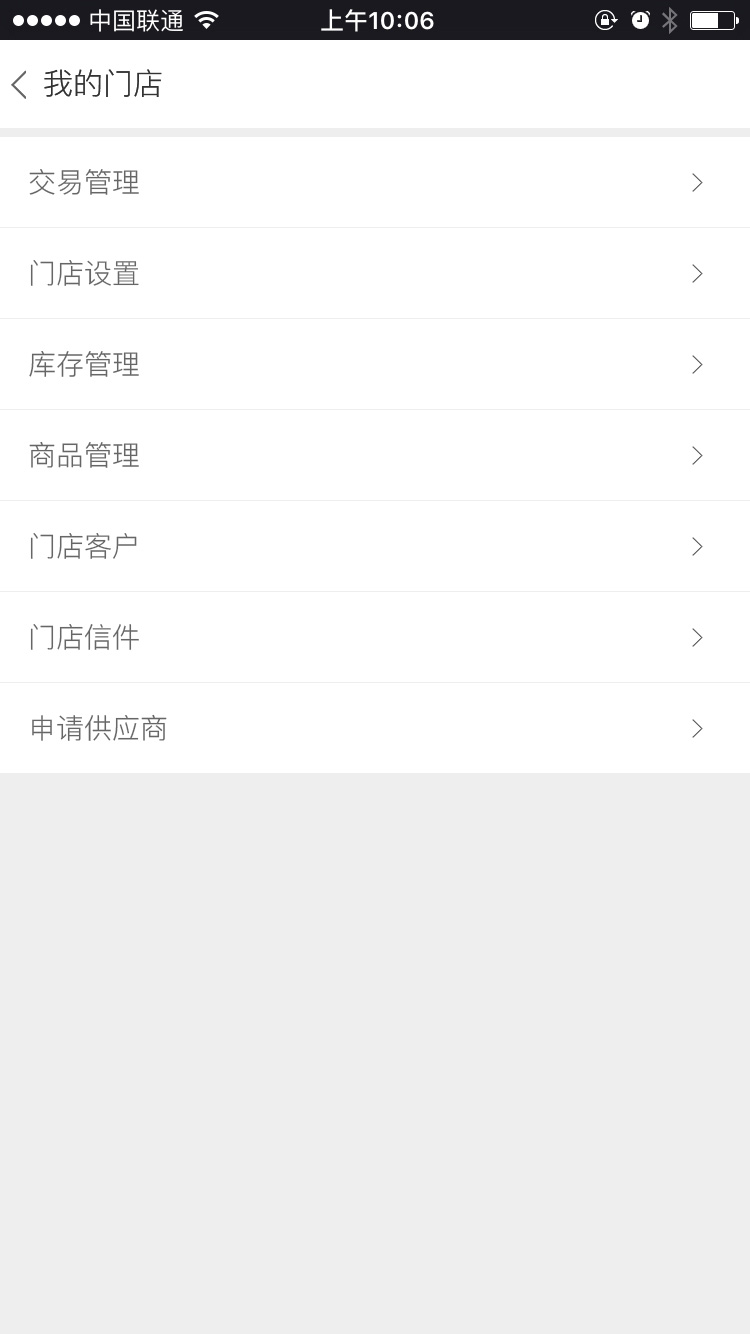 中国联通
上午10:06
我的门店
交易管理
门店设置
库存管理
商品管理
门店客户
门店信件
申请供应商